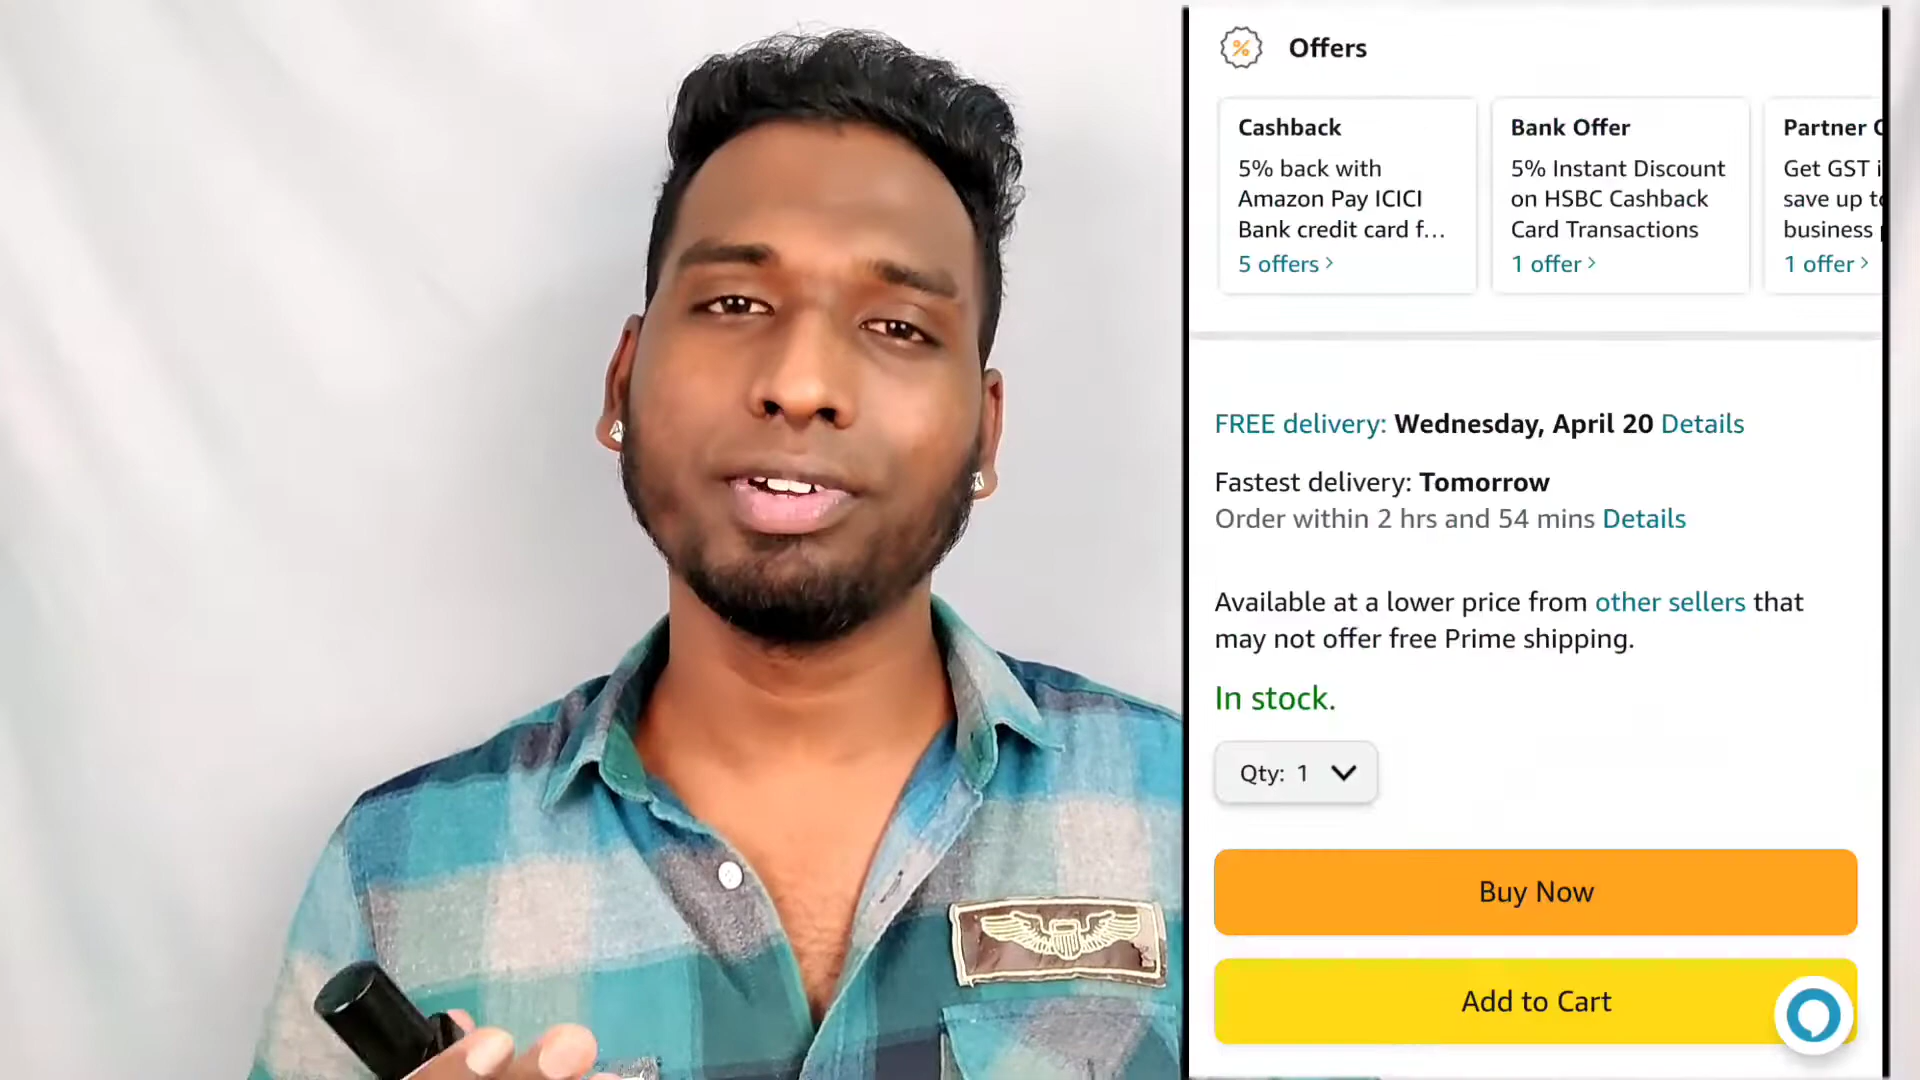 Offers
Cashback
5% back with
Amazon Pay ICICI
Bank credit card f...
5 offers
Bank Offer
5% Instant Discount
on HSBC Cashback
Card Transactions
1 offer
Partner
Get GST
save up
business
1 offer
FREE delivery: Wednesday, April 20 Details
Fastest delivery: Tomorrow
Order within 2 hrs and 54 mins Details
Available at a lower price from other sellers that
may not offer free Prime shipping.
In stock.
Qty: 1
Buy Now
Add to Cart